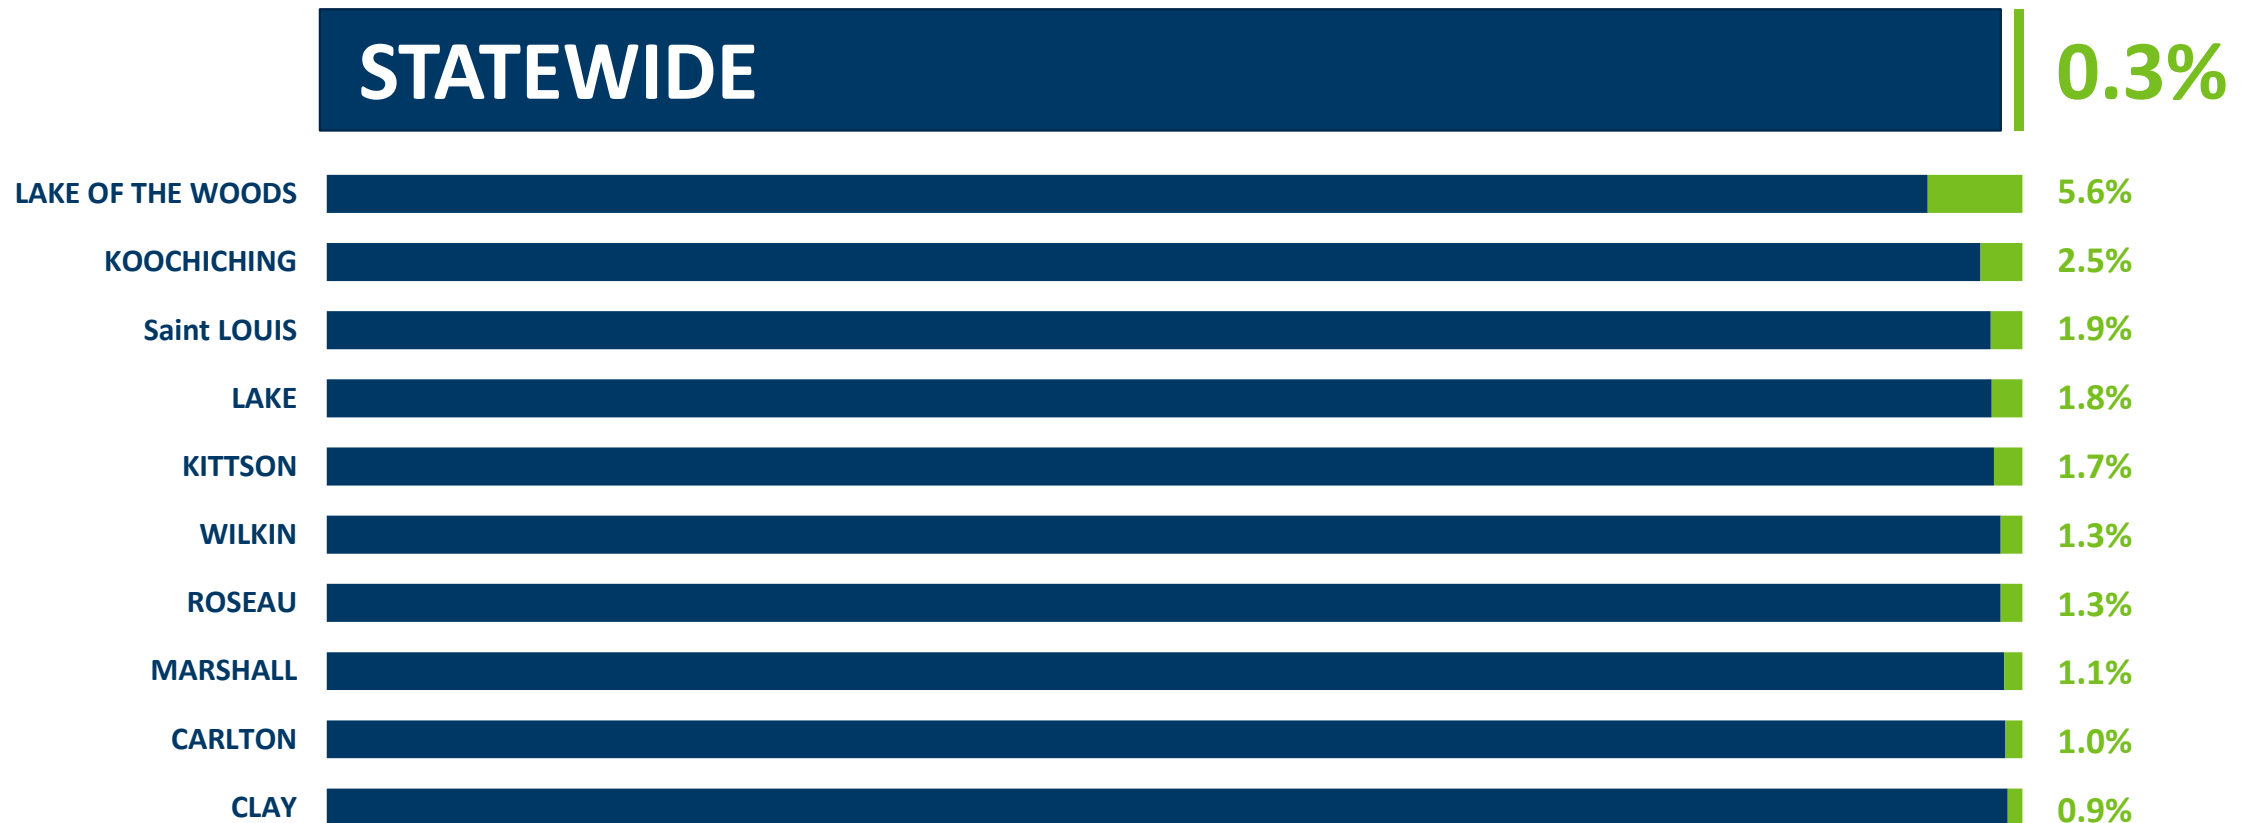 STATEWIDE 0.3%
LAKE OF THE WOODS 5.6%
KOOCHICHING 2.5%
Saint LOUIS 1.9%
LAKE 1.8%
KITTSON 1.7%
WILKIN 1.3%
ROSEAU 1.3%
MARSHALL 1.1%
CARLTON 1.0%
CLAY 0.9%